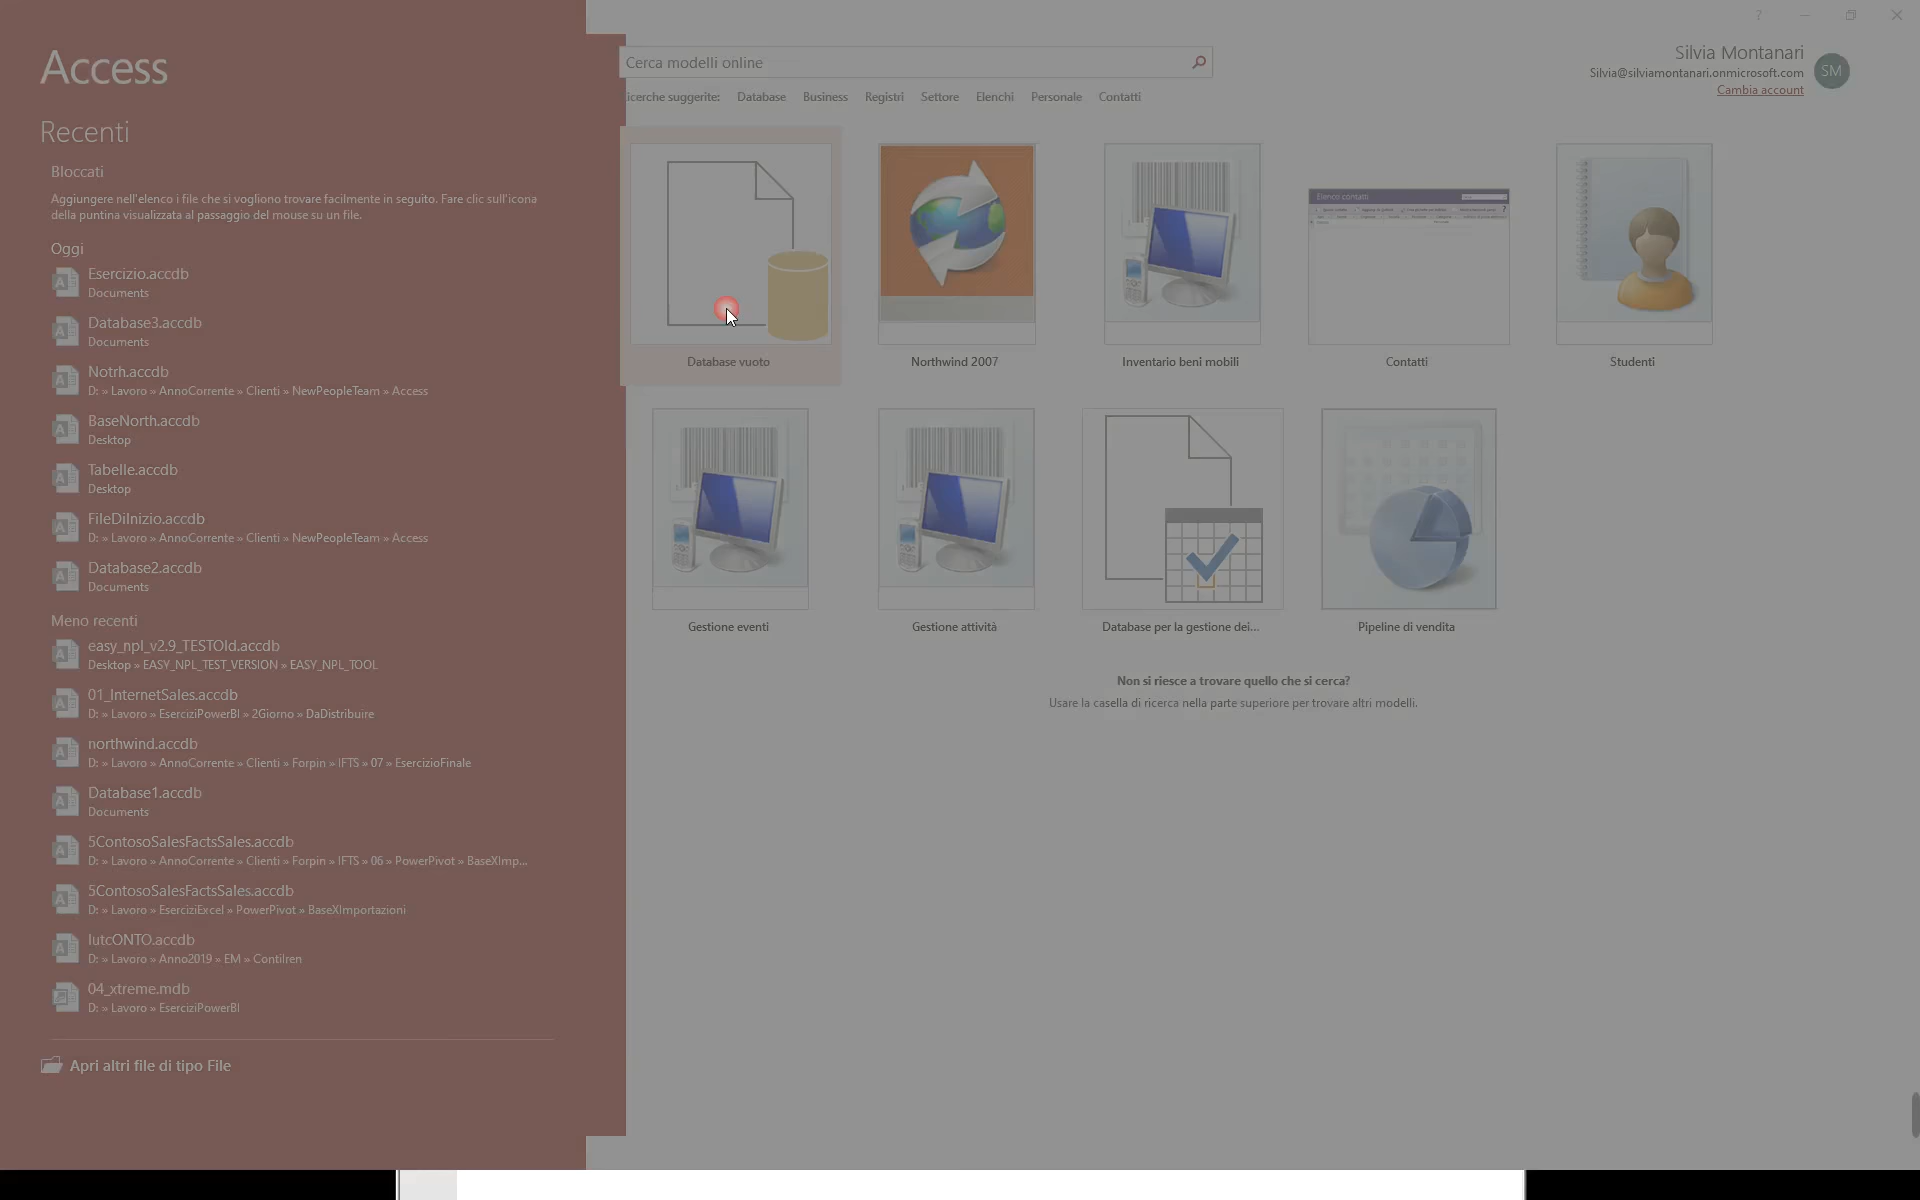 Access
Recenti
Bloccati
Aggiungere nell'elenco i file che si vogliono trovare facilmente in seguito. Fare clic sull'icona
della puntina visualizzata al passaggio del mouse su un file.
Oggi
Esercizio.accdb
Documents
Database3.accdb
Documents
Notrh.accdb
D: » Lavoro » AnnoCorrente » Clienti » NewPeopleTeam » Access
BaseNorth.accdb
Desktop
Tabelle.accdb
Desktop
FileDiInizio.accdb
D: » Lavoro » AnnoCorrente » Clienti » NewPeopleTeam » Access
Database2.accdb
Documents
Meno recenti
easy_npl_v2.9_TESTOld.accdb
Desktop » EASY_NPL_TEST_VERSION » EASY_NPL_TOOL
01_InternetSales.accdb
D: » Lavoro » EserciziPowerBI » 2Giorno » DaDistribuire
northwind.accdb
D: » Lavoro » AnnoCorrente » Clienti » Forpin » IFTS » 07 » EsercizioFinale
Database1.accdb
Documents
5ContosoSalesFactsSales.accdb
D: » Lavoro » AnnoCorrente » Clienti » Forpin » IFTS » 06 » PowerPivot » BaseXImp...
5ContosoSalesFactsSales.accdb
D: » Lavoro » EserciziExcel » PowerPivot » BaseXImportazioni
IutcONTO.accdb
D: » Lavoro » Anno2019 » EM » Contilren
04_xtreme.mdb
D: » Lavoro » EserciziPowerBI
Apri altri file di tipo File
Cerca modelli online
icerche suggerite: Database Business Registri Settore Elenchi Personale Contatti
Silvia Montanari
Silvia@silviamontanari.onmicrosoft.com
Cambia account
SM
Elenco contatti
Database vuoto
Northwind 2007
Inventario beni mobili
Contatti
Studenti
Gestione eventi
Gestione attività
Database per la gestione dei...
Pipeline di vendita
Non si riesce a trovare quello che si cerca?
Usare la casella di ricerca nella parte superiore per trovare altri modelli.